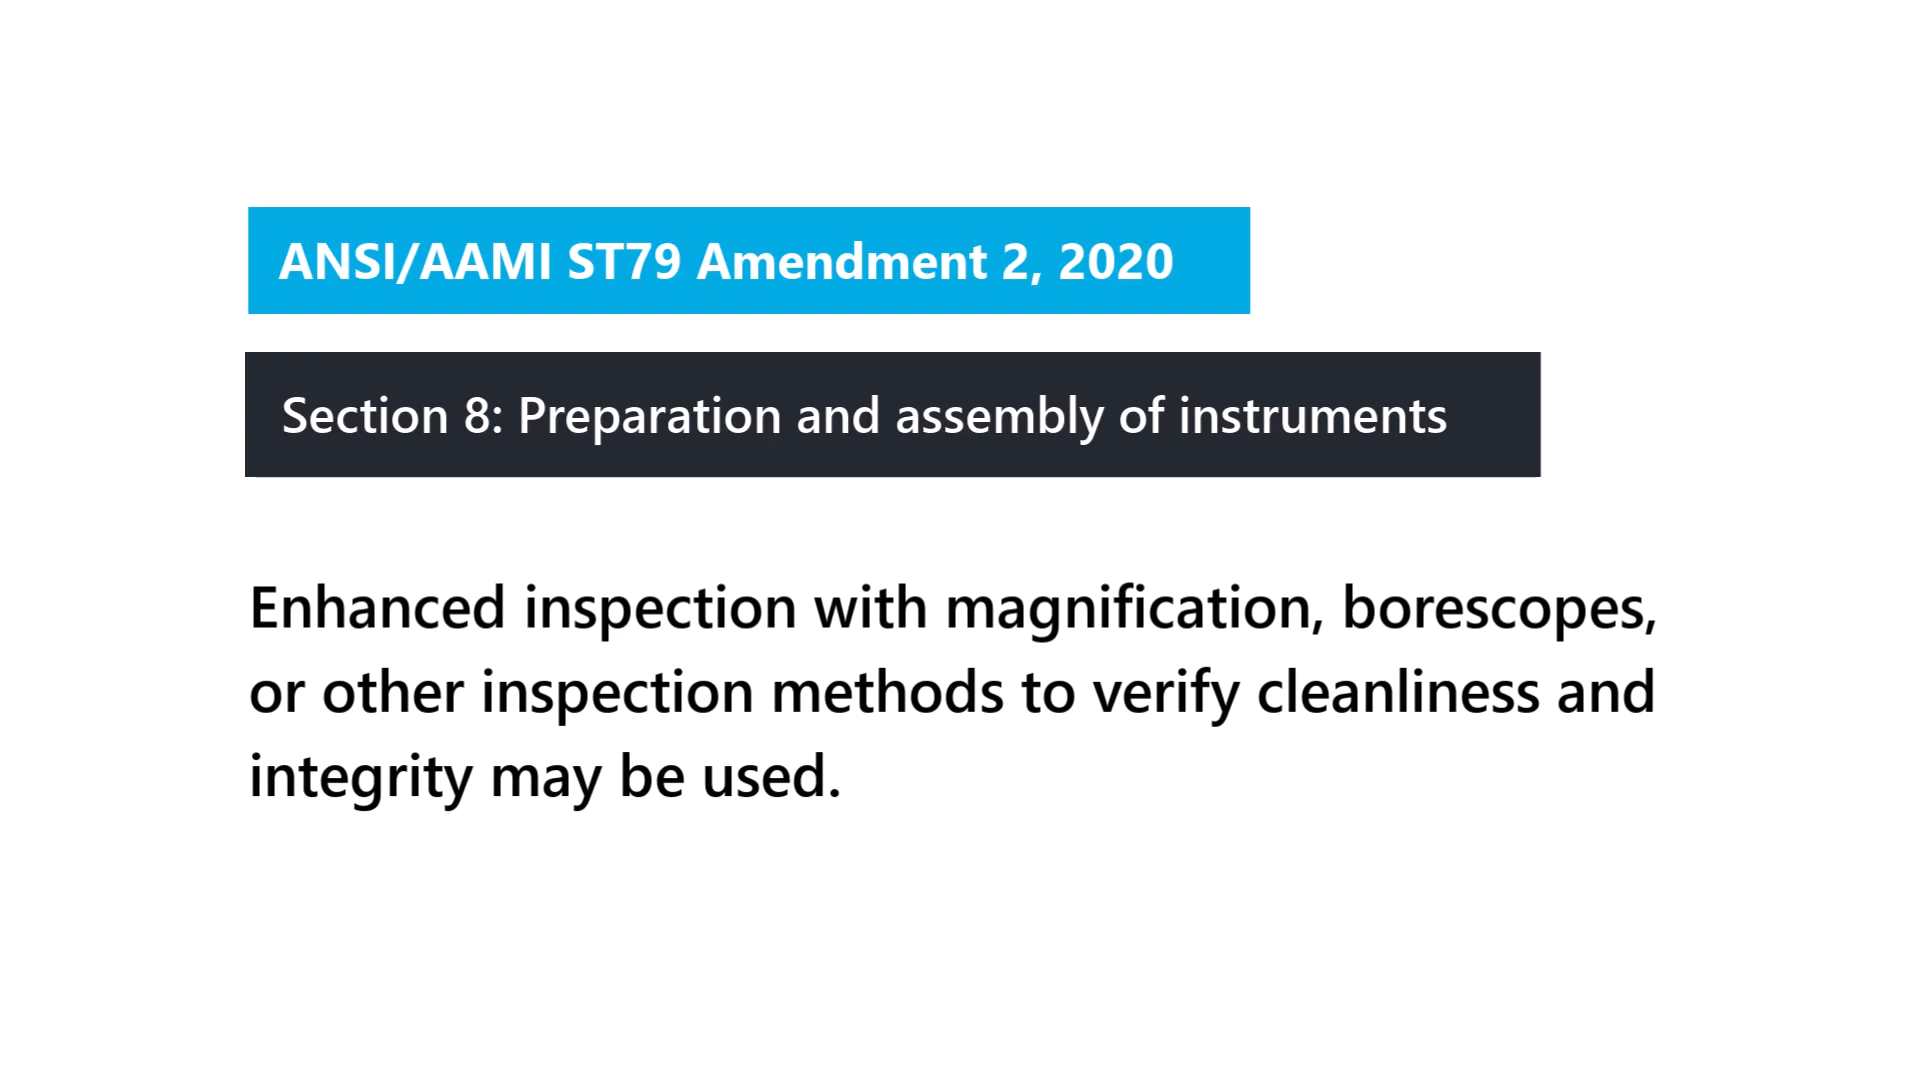 ANSI/AAMI ST79 Amendment 2, 2020
Section 8: Preparation and assembly of instruments
Enhanced inspection with magnification, borescopes,
or other inspection methods to verify cleanliness and
integrity may be used.